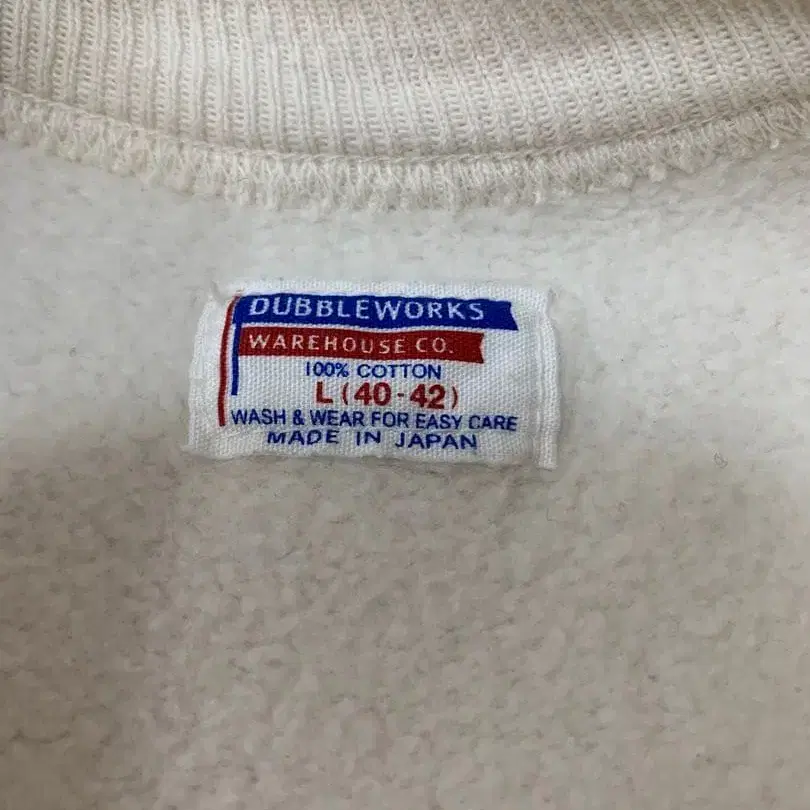 DUBBLEWORKS
WAREHOUSE CO.
100% COTTON
L (40-42)
WASH & WEAR FOR EASY CARE
MADE IN JAPAN